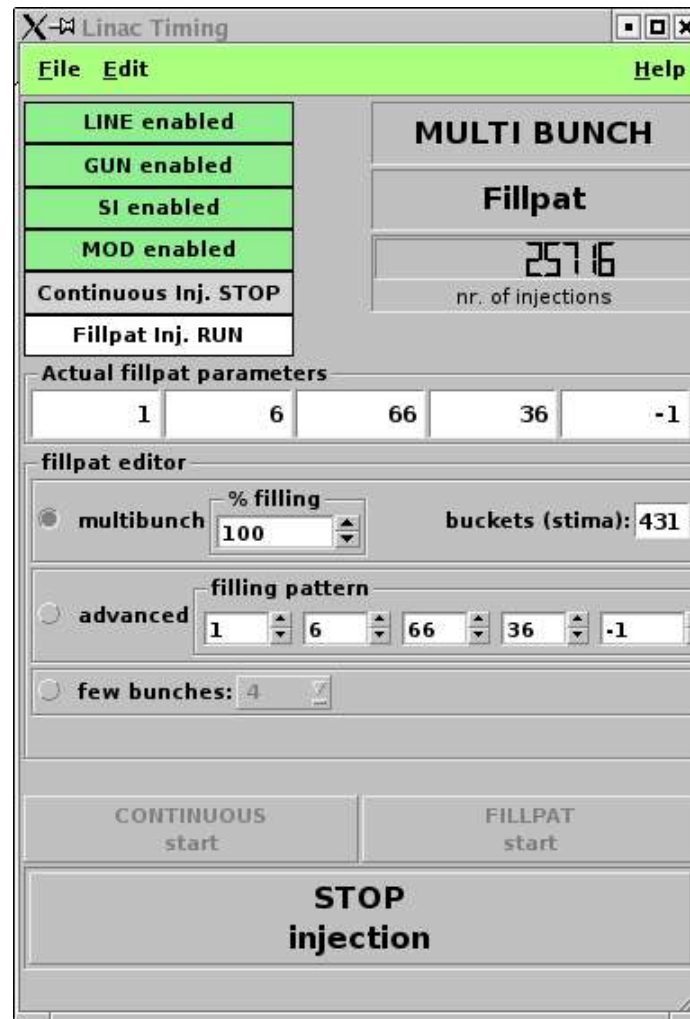 Linac Timing
File Edit Help
LINE enabled
GUN enabled
SI enabled
MOD enabled
Continuous Inj. STOP
Fillpat Inj. RUN
MULTI BUNCH
Fillpat
25716
nr. of injections
Actual fillpat parameters
1 6 66 36 -1
fillpat editor
multibunch
% filling
100
buckets (stima): 431
advanced
filling pattern
1 6 66 36 -1
few bunches: 4
CONTINUOUS
start
FILLPAT
start
STOP
injection